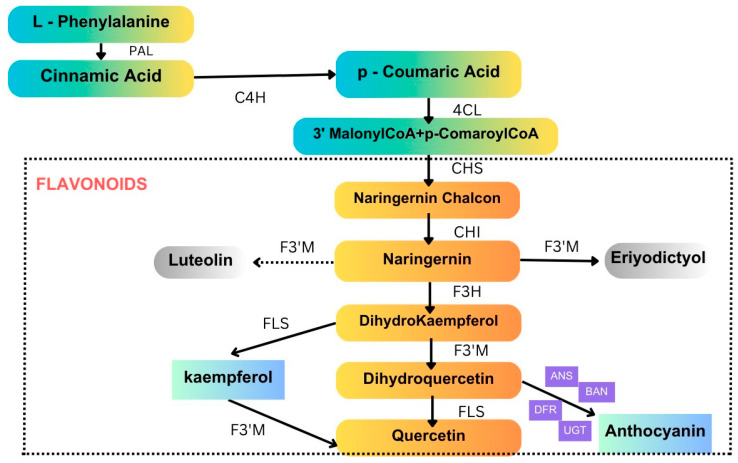 L - Phenylalanine
PAL
Cinnamic Acid
C4H
p - Coumaric Acid
4CL
3' MalonylCoA+p-ComaroylCoA
CHS
FLAVONOIDS
Naringernin Chalcon
CHI
Luteolin
F3'M
Naringernin
F3'M
Eriyodictyol
F3H
DihydroKaempferol
FLS
F3'M
kaempferol
Dihydroquercetin
ANS
BAN
DFR
UGT
FLS
F3'M
Quercetin
Anthocyanin